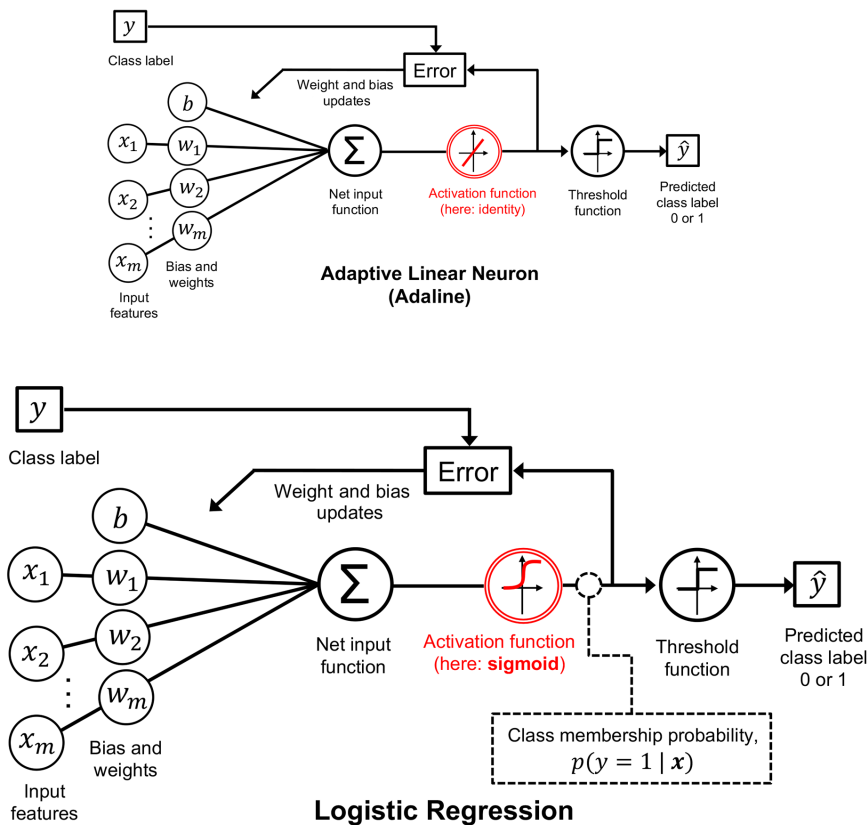 y
Class label
Error
Weight and bias
updates
b
x₁
w₁
x₂
w₂
⋮
wₘ
xₘ
Σ
Net input
function
Activation function
(here: identity)
Threshold
function
ŷ
Predicted
class label
0 or 1
Bias and
weights
Input
features
Adaptive Linear Neuron
(Adaline)
y
Class label
Error
Weight and bias
updates
b
x₁
w₁
x₂
w₂
⋮
wₘ
xₘ
Σ
Net input
function
Activation function
(here: sigmoid)
Threshold
function
ŷ
Predicted
class label
0 or 1
Class membership probability,
p(y = 1 | x)
Bias and
weights
Input
features
Logistic Regression